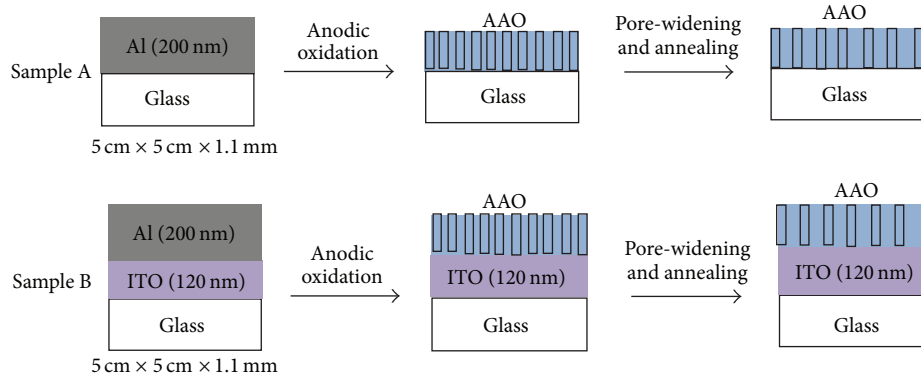 Sample A
Al (200 nm)
Glass
5 cm × 5 cm × 1.1 mm
Anodic
oxidation
AAO
Glass
Pore-widening
and annealing
AAO
Glass
Sample B
Al (200 nm)
ITO (120 nm)
Glass
5 cm × 5 cm × 1.1 mm
Anodic
oxidation
AAO
ITO (120 nm)
Glass
Pore-widening
and annealing
AAO
ITO (120 nm)
Glass